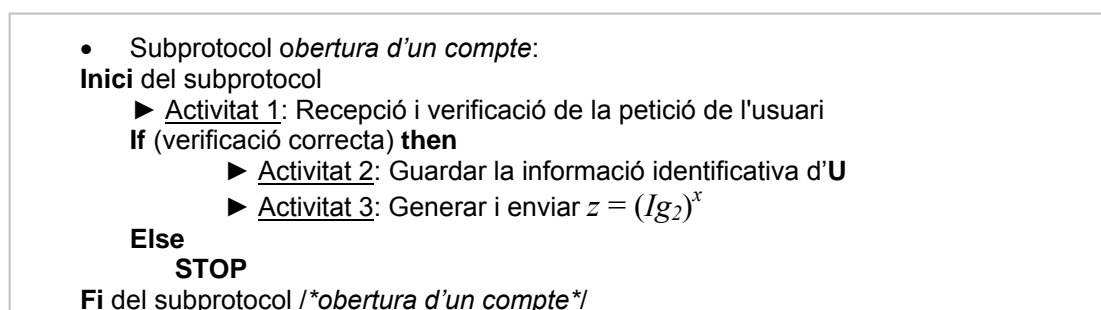 • Subprotocol obertura d’un compte:
Inici del subprotocol
► Activitat 1: Recepció i verificació de la petició de l'usuari
If (verificació correcta) then
► Activitat 2: Guardar la informació identificativa d’U
► Activitat 3: Generar i enviar z = (Ig₂)ˣ
Else
STOP
Fi del subprotocol /*obertura d’un compte*/